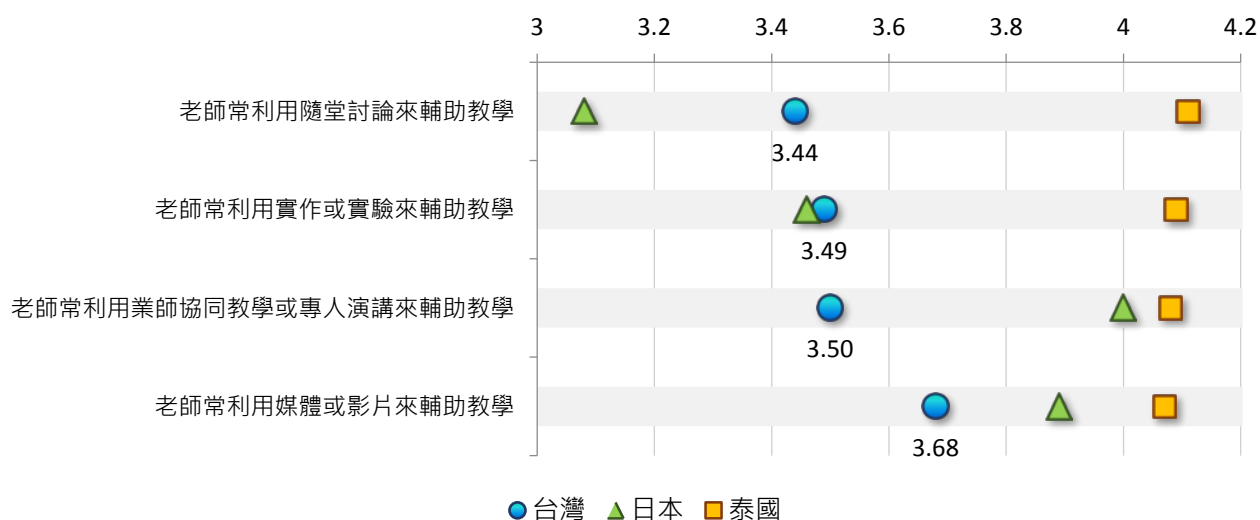 3 3.2 3.4 3.6 3.8 4 4.2
老師常利用隨堂討論來輔助教學
3.44
老師常利用實作或實驗來輔助教學
3.49
老師常利用業師協同教學或專人演講來輔助教學
3.50
老師常利用媒體或影片來輔助教學
3.68
台灣 日本 泰國